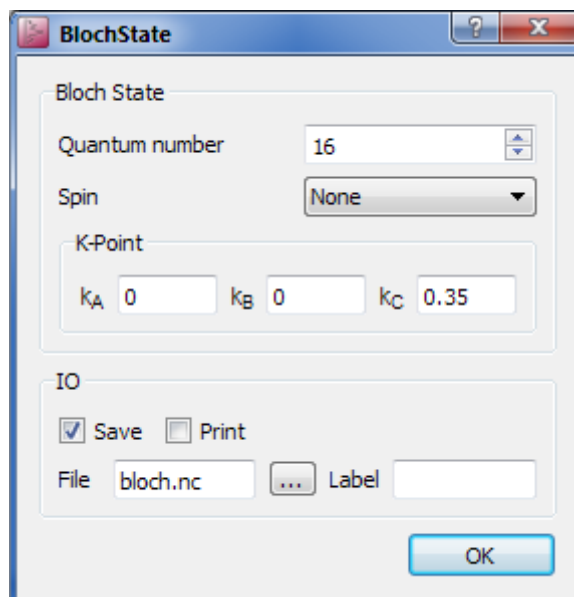 BlochState ?
Bloch State
Quantum number 16
Spin None
K-Point
kA 0 kB 0 kC 0.35
IO
Save Print
File bloch.nc ... Label
OK